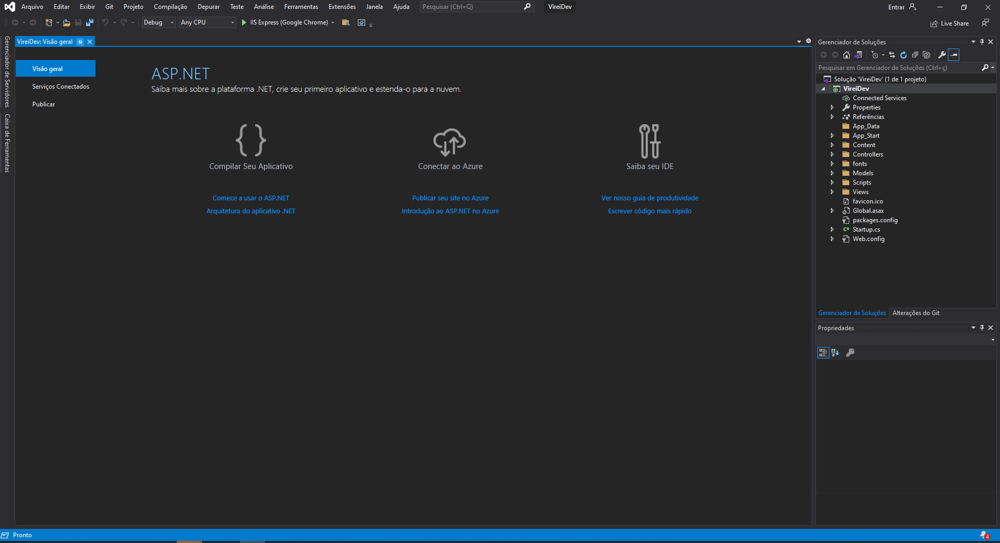 Arquivo Editar Exibir Git Projeto Compilação Depurar Teste Análise Ferramentas Extensões Janela Ajuda Pesquisar (Ctrl+Q) VireiDev Entrar
Debug Any CPU IIS Express (Google Chrome) Live Share
Gerenciador de Servidores
Caixa de Ferramentas
VireiDev: Visão geral
Visão geral
Serviços Conectados
Publicar
ASP.NET
Saiba mais sobre a plataforma .NET, crie seu primeiro aplicativo e estenda-o para a nuvem.
Compilar Seu Aplicativo
Comece a usar o ASP.NET
Arquitetura do aplicativo .NET
Conectar ao Azure
Publicar seu site no Azure
Introdução ao ASP.NET no Azure
Saiba seu IDE
Ver nosso guia de produtividade
Escrever código mais rápido
Gerenciador de Soluções
Pesquisar em Gerenciador de Soluções (Ctrl+ç)
Solução 'VireiDev' (1 de 1 projeto)
VireiDev
Connected Services
Properties
Referências
App_Data
App_Start
Content
Controllers
fonts
Models
Scripts
Views
favicon.ico
Global.asax
packages.config
C# Startup.cs
Web.config
Gerenciador de Soluções Alterações do Git
Propriedades
Pronto
4